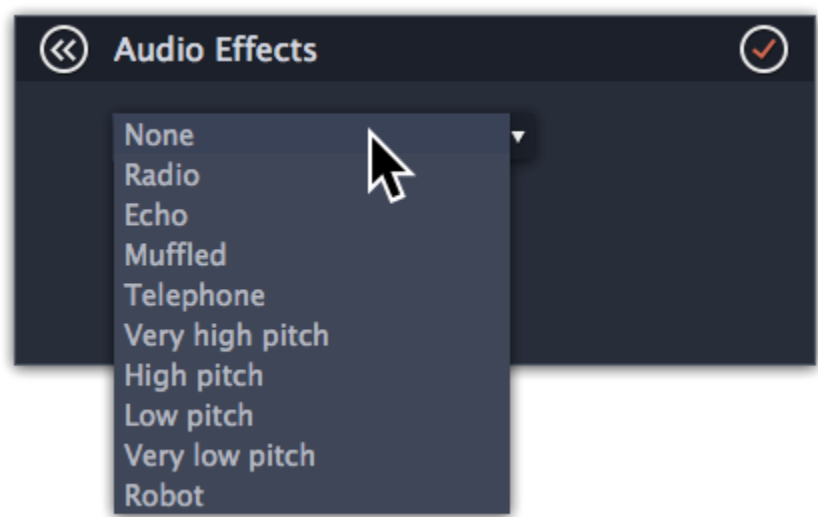 Audio Effects
None
Radio
Echo
Muffled
Telephone
Very high pitch
High pitch
Low pitch
Very low pitch
Robot